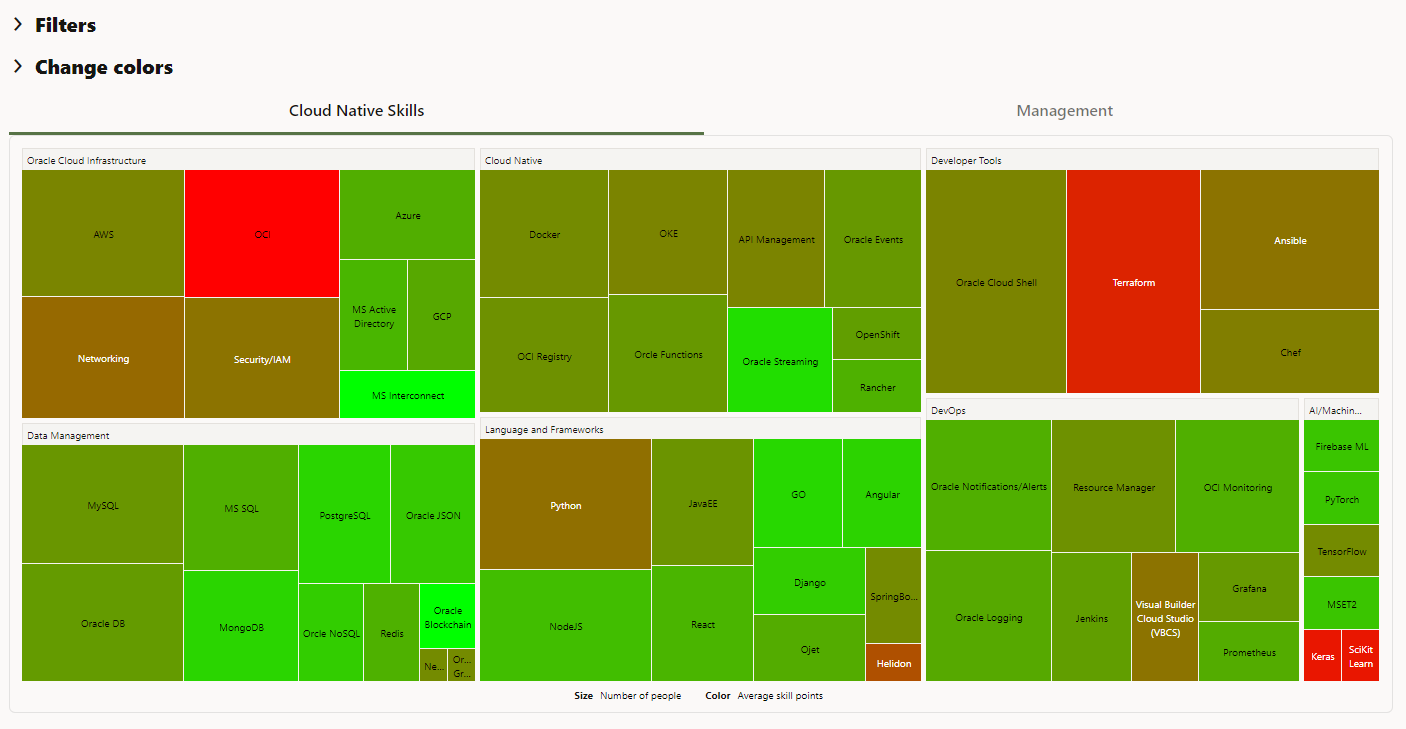 Filters
Change colors
Cloud Native Skills
Management
Oracle Cloud Infrastructure
AWS
OCI
Azure
MS Active
Directory
GCP
Networking
Security/IAM
MS Interconnect
Cloud Native
Docker
OKE
API Management
Oracle Events
OCI Registry
Orcle Functions
Oracle Streaming
OpenShift
Rancher
Developer Tools
Oracle Cloud Shell
Terraform
Ansible
Chef
Data Management
MySQL
MS SQL
PostgreSQL
Oracle JSON
Oracle DB
MongoDB
Orcle NoSQL
Redis
Oracle
Blockchain
Ne...
Or...
Gr...
Language and Frameworks
Python
JavaEE
GO
Angular
NodeJS
React
Django
SpringBo...
Ojet
Helidon
DevOps
Oracle Notifications/Alerts
Resource Manager
OCI Monitoring
Oracle Logging
Jenkins
Visual Builder
Cloud Studio
(VBCS)
Grafana
Prometheus
AI/Machin...
Firebase ML
PyTorch
TensorFlow
MSET2
Keras
SciKit
Learn
Size Number of people Color Average skill points